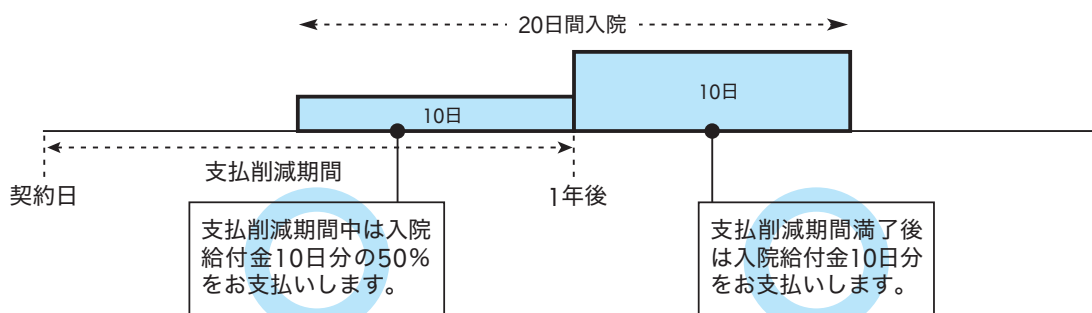 20日間入院
10日
10日
支払削減期間
契約日
1年後
支払削減期間中は入院
給付金10日分の50%
をお支払いします。
支払削減期間満了後
は入院給付金10日分
をお支払いします。